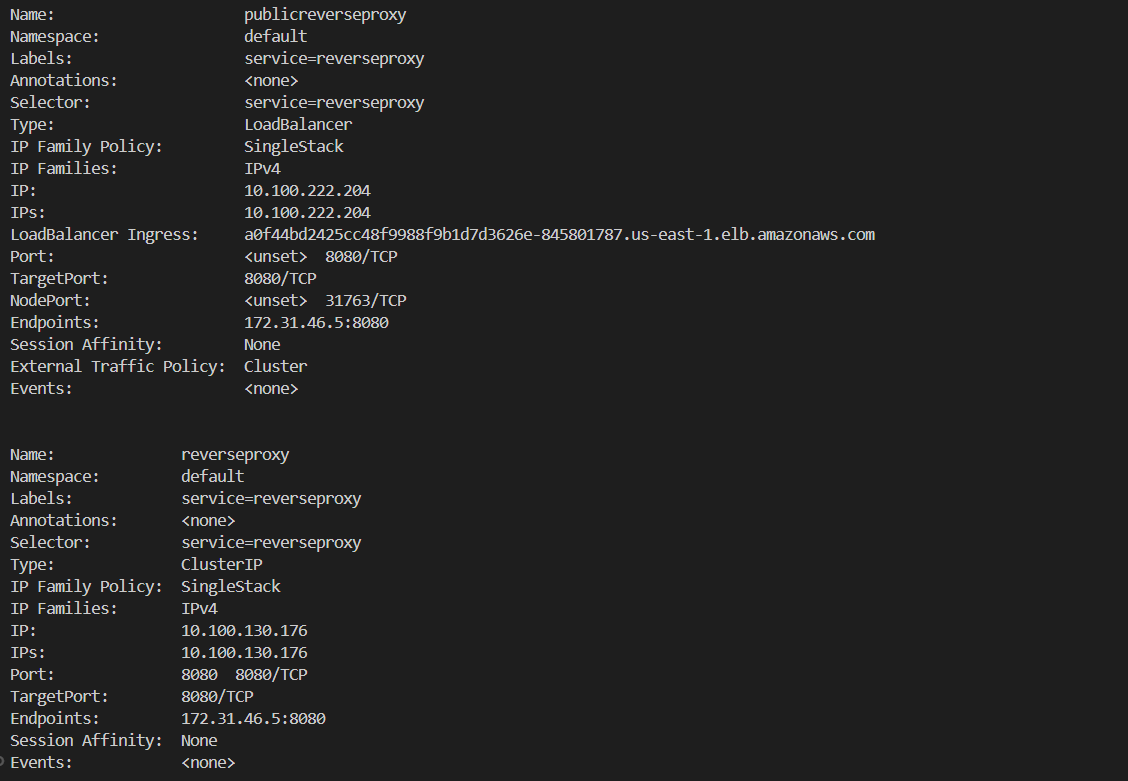 Name:                     publicreverseproxy
Namespace:                default
Labels:                   service=reverseproxy
Annotations:              <none>
Selector:                 service=reverseproxy
Type:                     LoadBalancer
IP Family Policy:         SingleStack
IP Families:              IPv4
IP:                       10.100.222.204
IPs:                      10.100.222.204
LoadBalancer Ingress:     a0f44bd2425cc48f9988f9b1d7d3626e-845801787.us-east-1.elb.amazonaws.com
Port:                     <unset>  8080/TCP
TargetPort:               8080/TCP
NodePort:                 <unset>  31763/TCP
Endpoints:                172.31.46.5:8080
Session Affinity:         None
External Traffic Policy:  Cluster
Events:                   <none>
Name:              reverseproxy
Namespace:         default
Labels:            service=reverseproxy
Annotations:       <none>
Selector:          service=reverseproxy
Type:              ClusterIP
IP Family Policy:  SingleStack
IP Families:       IPv4
IP:                10.100.130.176
IPs:               10.100.130.176
Port:              8080  8080/TCP
TargetPort:        8080/TCP
Endpoints:         172.31.46.5:8080
Session Affinity:  None
Events:            <none>